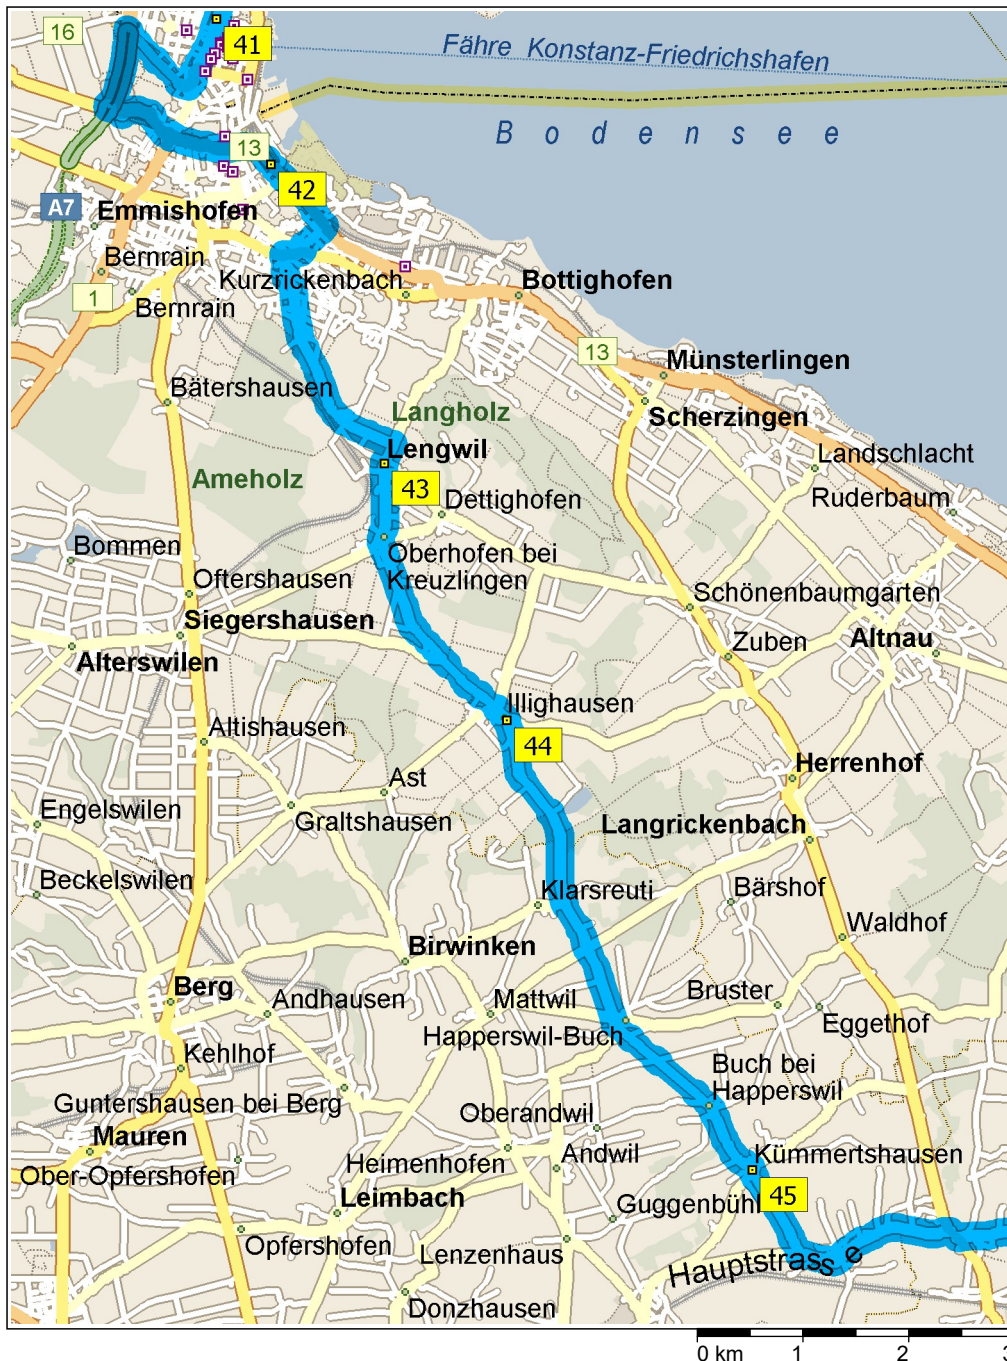 16
41
Fähre Konstanz-Friedrichshafen
Bodensee
13
42
A7
Emmishofen
Bernrain
Kurzrickenbach
Bottighofen
1
Bernrain
13
Münsterlingen
Bätershausen
Scherzingen
Langholz
Lengwil
Landschlacht
Ameholz
43
Dettighofen
Ruderbaum
Bommen
Oberhofen bei
Kreuzlingen
Oftershausen
Schönenbaumgarten
Siegershausen
Zuben
Altnau
Alterswilen
Illighausen
Altishausen
44
Herrenhof
Ast
Engelswilen
Graltshausen
Langrickenbach
Beckelswilen
Klarsreuti
Bärshof
Waldhof
Birwinken
Berg
Andhausen
Mattwil
Bruster
Eggethof
Happerswil-Buch
Kehlhof
Buch bei
Happerswil
Guntershausen bei Berg
Oberandwil
Mauren
Heimenhofen
Andwil
Kümmertshausen
Ober-Opfershofen
Leimbach
45
Guggenbühl
Opfershofen
Lenzenhaus
Hauptstrasse
Donzhausen
0 km 1 2 3